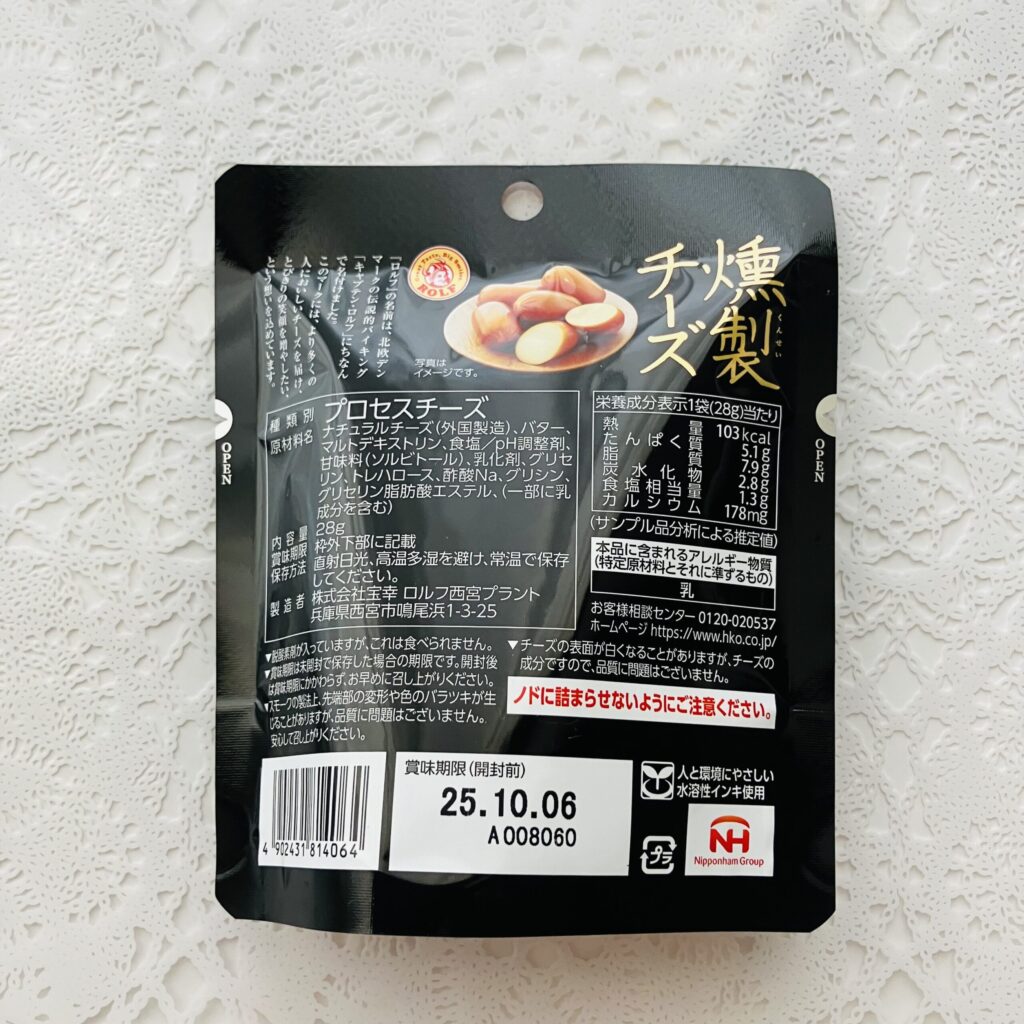 燻製
くんせい
チーズ
Good Taste, Big Smiles
ROLF
「ロルフ」の名前は、北欧デン
マークの伝説的バイキング
「キャプテン・ロルフ」にちなん
で名付けました。
このマークには、より多くの
人においしいチーズを届け、
とびきりの笑顔を増やしたい、
という想いを込めています。
写真は
イメージです。
OPEN
OPEN
種類別 プロセスチーズ
原材料名 ナチュラルチーズ(外国製造)、バター、
マルトデキストリン、食塩/pH調整剤、
甘味料(ソルビトール)、乳化剤、グリセ
リン、トレハロース、酢酸Na、グリシン、
グリセリン脂肪酸エステル、(一部に乳
成分を含む)
内容量 28g
賞味期限 枠外下部に記載
保存方法 直射日光、高温多湿を避け、常温で保存
してください。
製造者 株式会社宝幸 ロルフ西宮プラント
兵庫県西宮市鳴尾浜1-3-25
栄養成分表示1袋(28g)当たり
熱量 103kcal
たんぱく質 5.1g
脂質 7.9g
炭水化物 2.8g
食塩相当量 1.3g
カルシウム 178mg
(サンプル品分析による推定値)
本品に含まれるアレルギー物質
(特定原材料とそれに準ずるもの)
乳
お客様相談センター 0120-020537
ホームページ https://www.hko.co.jp/
▼脱酸素剤が入っていますが、これは食べられません。
▼賞味期限は未開封で保存した場合の期限です。開封後
は賞味期限にかかわらず、お早めに召し上がりください。
▼スモークの製法上、先端部の変形や色のバラツキが生
じることがありますが、品質に問題はございません。
安心して召し上がりください。
▼チーズの表面が白くなることがありますが、チーズの
成分ですので、品質に問題はございません。
ノドに詰まらせないようにご注意ください。
4 902431 814064
賞味期限(開封前)
25.10.06
A008060
人と環境にやさしい
水溶性インキ使用
プラ
NH
Nipponham Group